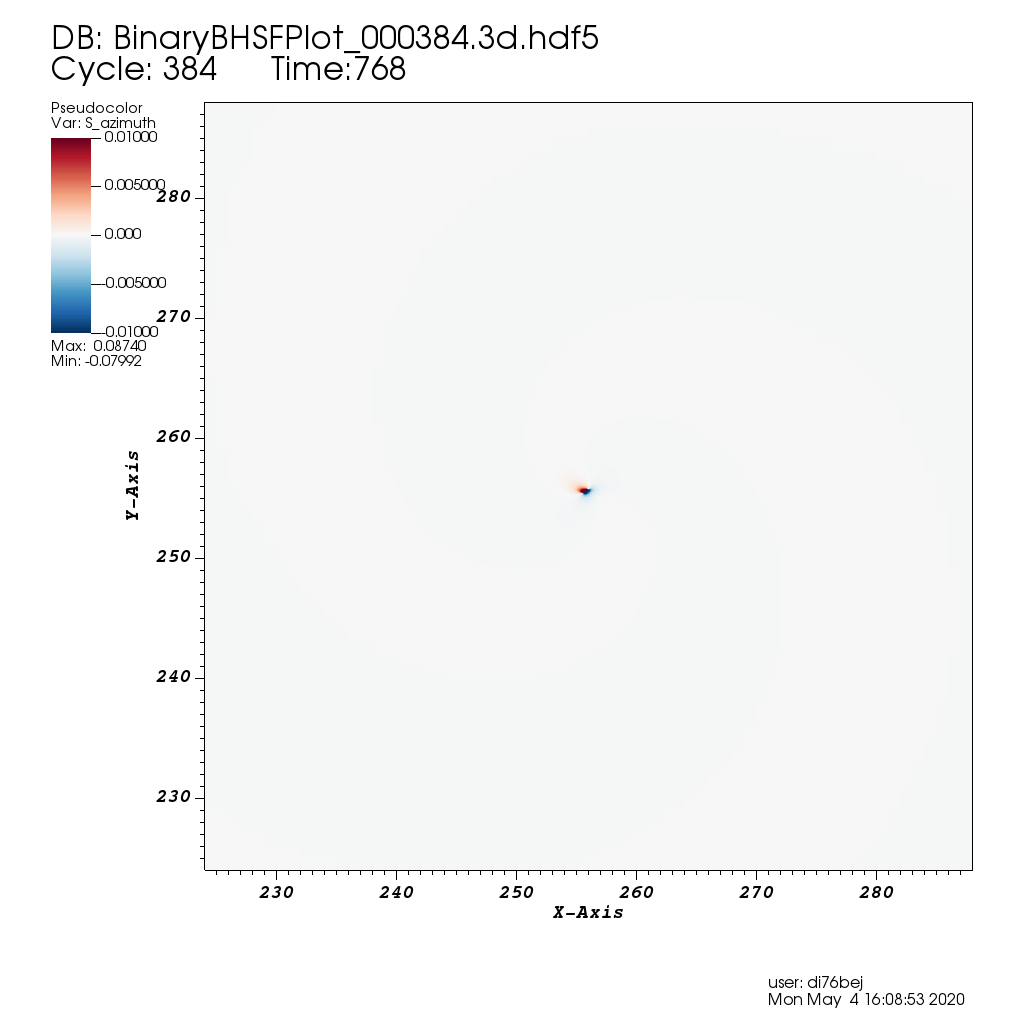 DB: BinaryBHSFPlot_000384.3d.hdf5
Cycle: 384 Time:768
Pseudocolor
Var: S_azimuth
0.01000
0.005000
0.000
-0.005000
-0.01000
Max: 0.08740
Min: -0.07992
280
270
260
250
240
230
Y-Axis
230 240 250 260 270 280
X-Axis
user: di76bej
Mon May 4 16:08:53 2020